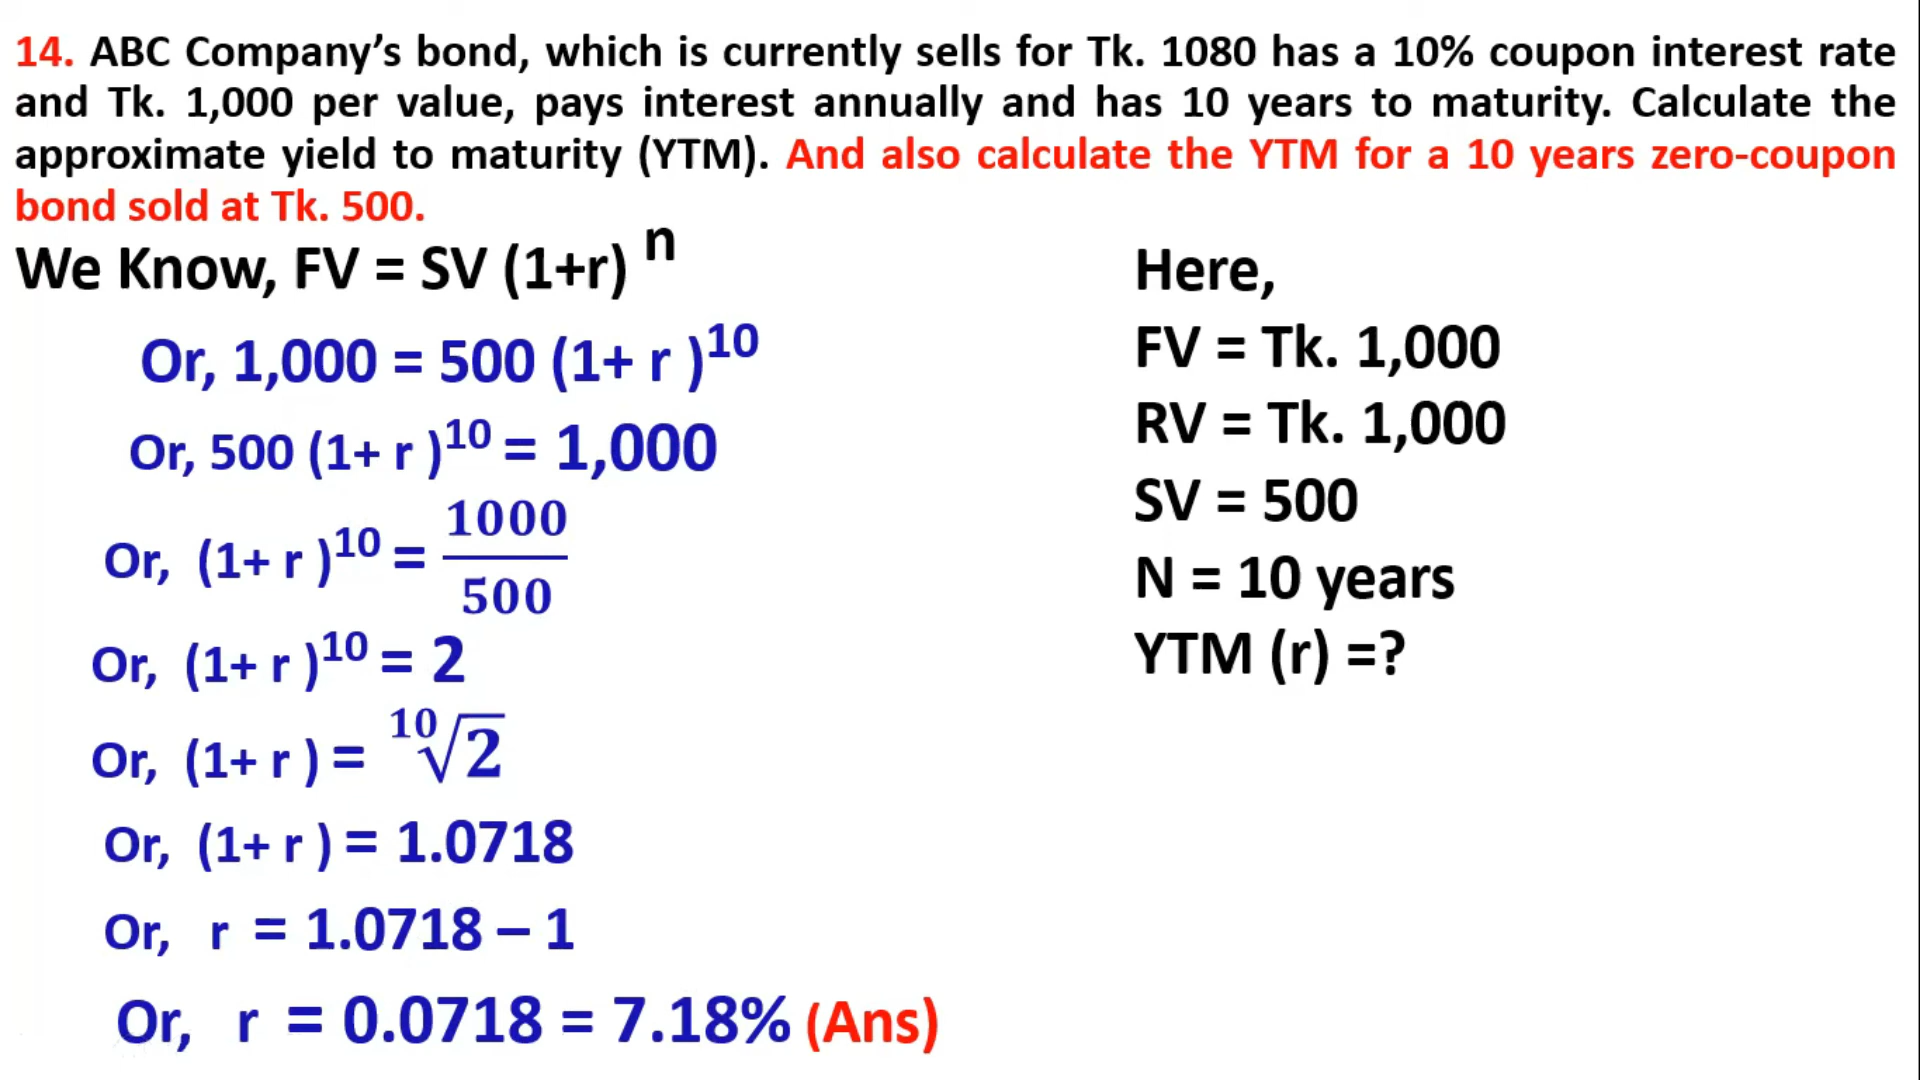 14. ABC Company’s bond, which is currently sells for Tk. 1080 has a 10% coupon interest rate
and Tk. 1,000 per value, pays interest annually and has 10 years to maturity. Calculate the
approximate yield to maturity (YTM). And also calculate the YTM for a 10 years zero-coupon
bond sold at Tk. 500.
We Know, FV = SV (1+r) ⁿ
Or, 1,000 = 500 (1+ r )¹⁰
Or, 500 (1+ r )¹⁰ = 1,000
Or, (1+ r )¹⁰ = 1000/500
Or, (1+ r )¹⁰ = 2
Or, (1+ r ) = ¹⁰√2
Or, (1+ r ) = 1.0718
Or, r = 1.0718 – 1
Or, r = 0.0718 = 7.18% (Ans)
Here,
FV = Tk. 1,000
RV = Tk. 1,000
SV = 500
N = 10 years
YTM (r) =?